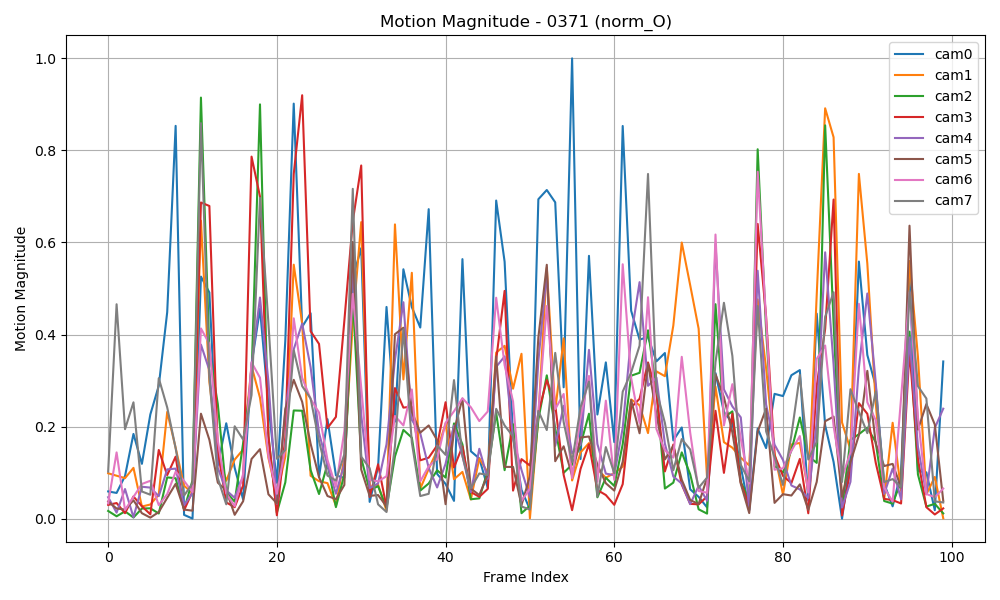 Motion Magnitude - 0371 (norm_O)
Motion Magnitude
1.0
0.8
0.6
0.4
0.2
0.0
0
20
40
60
80
100
Frame Index
cam0
cam1
cam2
cam3
cam4
cam5
cam6
cam7